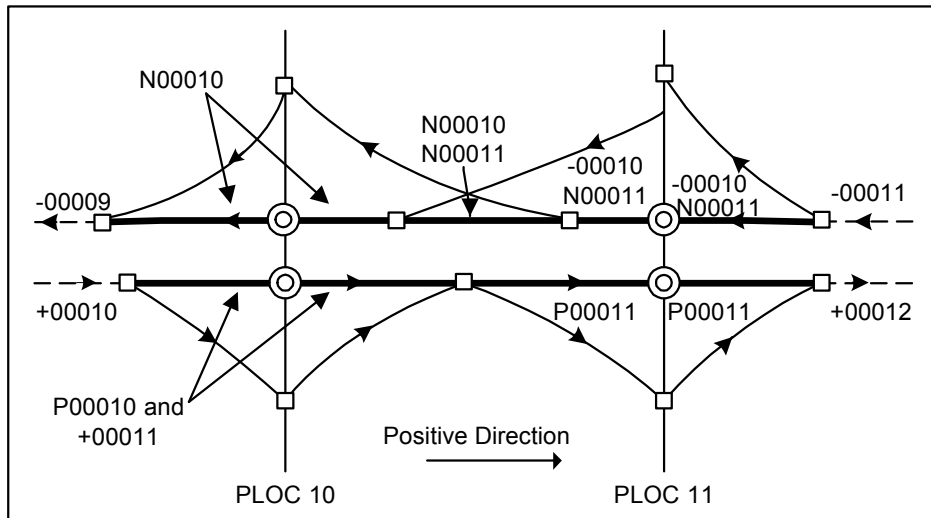 N00010
N00010
N00011
-00010
N00011
-00010
N00011
-00009
-00011
+00010
P00011
P00011
+00012
P00010 and
+00011
Positive Direction
PLOC 10
PLOC 11